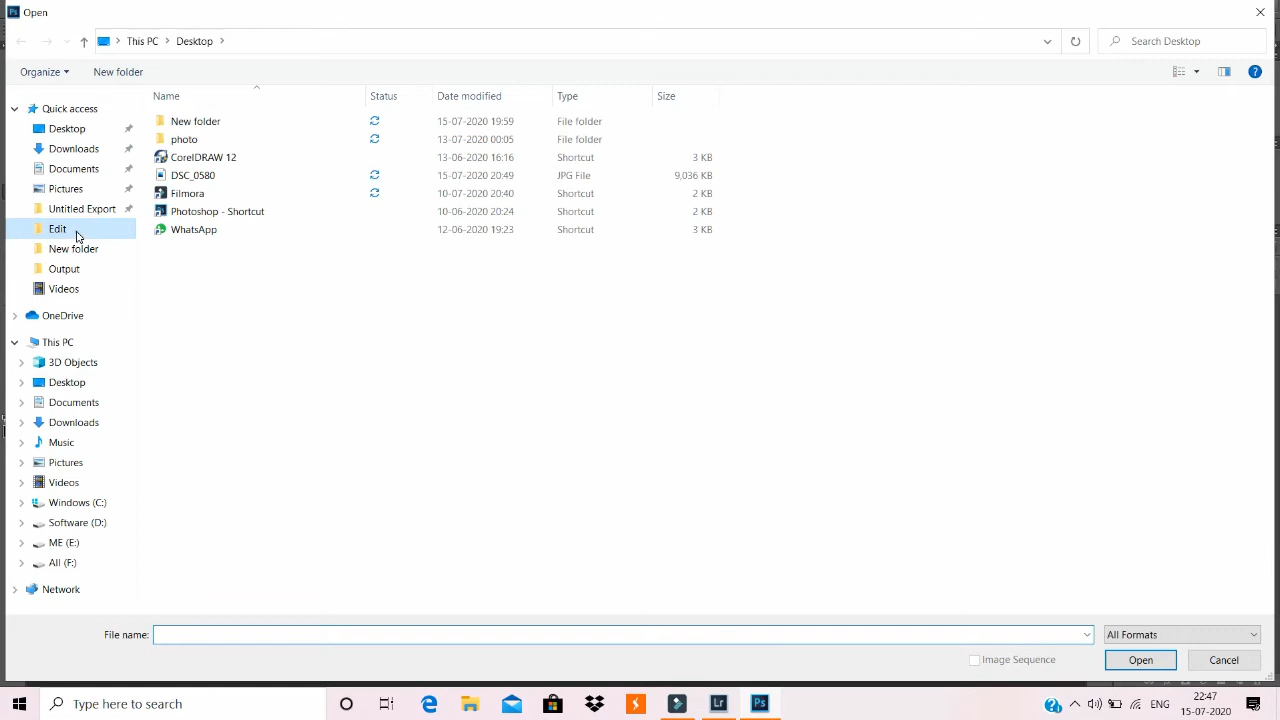 Open
This PC > Desktop >
Search Desktop
Organize
New folder
Name Status Date modified Type Size
Quick access
Desktop
Downloads
Documents
Pictures
Untitled Export
Edit
New folder
Output
Videos
OneDrive
This PC
3D Objects
Desktop
Documents
Downloads
Music
Pictures
Videos
Windows (C:)
Software (D:)
ME (E:)
All (F:)
Network
New folder 15-07-2020 19:59 File folder
photo 13-07-2020 00:05 File folder
CorelDRAW 12 13-06-2020 16:16 Shortcut 3 KB
DSC_0580 15-07-2020 20:49 JPG File 9,036 KB
Filmora 10-07-2020 20:40 Shortcut 2 KB
Photoshop - Shortcut 10-06-2020 20:24 Shortcut 2 KB
WhatsApp 12-06-2020 19:23 Shortcut 3 KB
File name:
All Formats
Image Sequence
Open
Cancel
Type here to search
Lr
Ps
ENG
22:47
15-07-2020